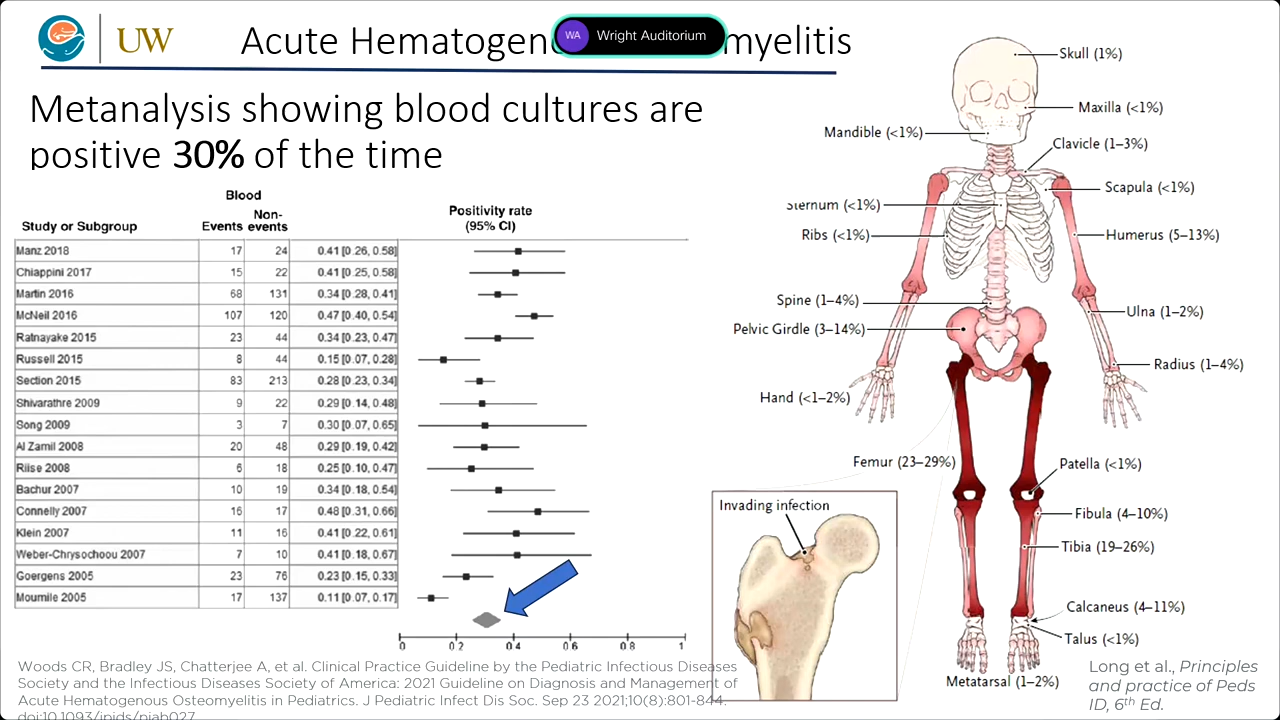 UW
Acute Hematogen
myelitis
WA
Wright Auditorium
Metanalysis showing blood cultures are
positive 30% of the time
Blood
Study or Subgroup Events Non-events Positivity rate (95% CI)
Manz 2018 17 24 0.41 [0.26, 0.58]
Chiappini 2017 15 22 0.41 [0.25, 0.58]
Martin 2016 68 131 0.34 [0.28, 0.41]
McNeil 2016 107 120 0.47 [0.40, 0.54]
Ratnayake 2015 23 44 0.34 [0.23, 0.47]
Russell 2015 8 44 0.15 [0.07, 0.28]
Section 2015 83 213 0.28 [0.23, 0.34]
Shivarathre 2009 9 22 0.29 [0.14, 0.48]
Song 2009 3 7 0.30 [0.07, 0.65]
Al Zamil 2008 20 48 0.29 [0.19, 0.42]
Riise 2008 6 18 0.25 [0.10, 0.47]
Bachur 2007 10 19 0.34 [0.18, 0.54]
Connelly 2007 16 17 0.48 [0.31, 0.66]
Klein 2007 11 16 0.41 [0.22, 0.61]
Weber-Chrysochoou 2007 7 10 0.41 [0.18, 0.67]
Goergens 2005 23 76 0.23 [0.15, 0.33]
Moumile 2005 17 137 0.11 [0.07, 0.17]
0 0.2 0.4 0.6 0.8 1
Woods CR, Bradley JS, Chatterjee A, et al. Clinical Practice Guideline by the Pediatric Infectious Diseases
Society and the Infectious Diseases Society of America: 2021 Guideline on Diagnosis and Management of
Acute Hematogenous Osteomyelitis in Pediatrics. J Pediatric Infect Dis Soc. Sep 23 2021;10(8):801-844.
doi:10.1093/jpids/piab027
Skull (1%)
Maxilla (<1%)
Mandible (<1%)
Clavicle (1–3%)
Scapula (<1%)
Sternum (<1%)
Ribs (<1%)
Humerus (5–13%)
Spine (1–4%)
Ulna (1–2%)
Pelvic Girdle (3–14%)
Radius (1–4%)
Hand (<1–2%)
Femur (23–29%)
Patella (<1%)
Invading infection
Fibula (4–10%)
Tibia (19–26%)
Calcaneus (4–11%)
Talus (<1%)
Metatarsal (1–2%)
Long et al., Principles
and practice of Peds
ID, 6th Ed.